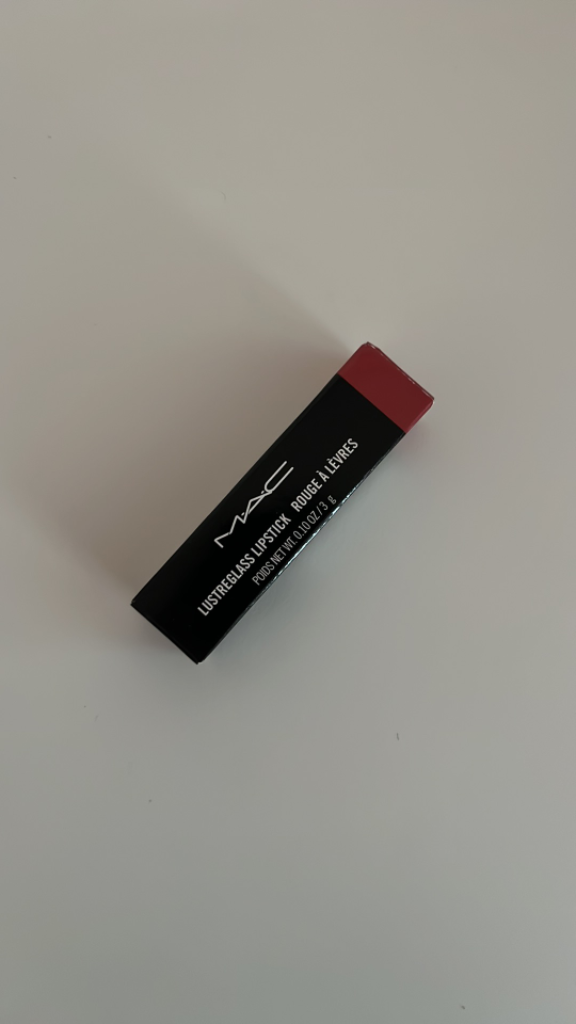 MAC
LUSTREGLASS LIPSTICK ROUGE À LÈVRES
POIDS NET WT. 0.10 OZ / 3 g